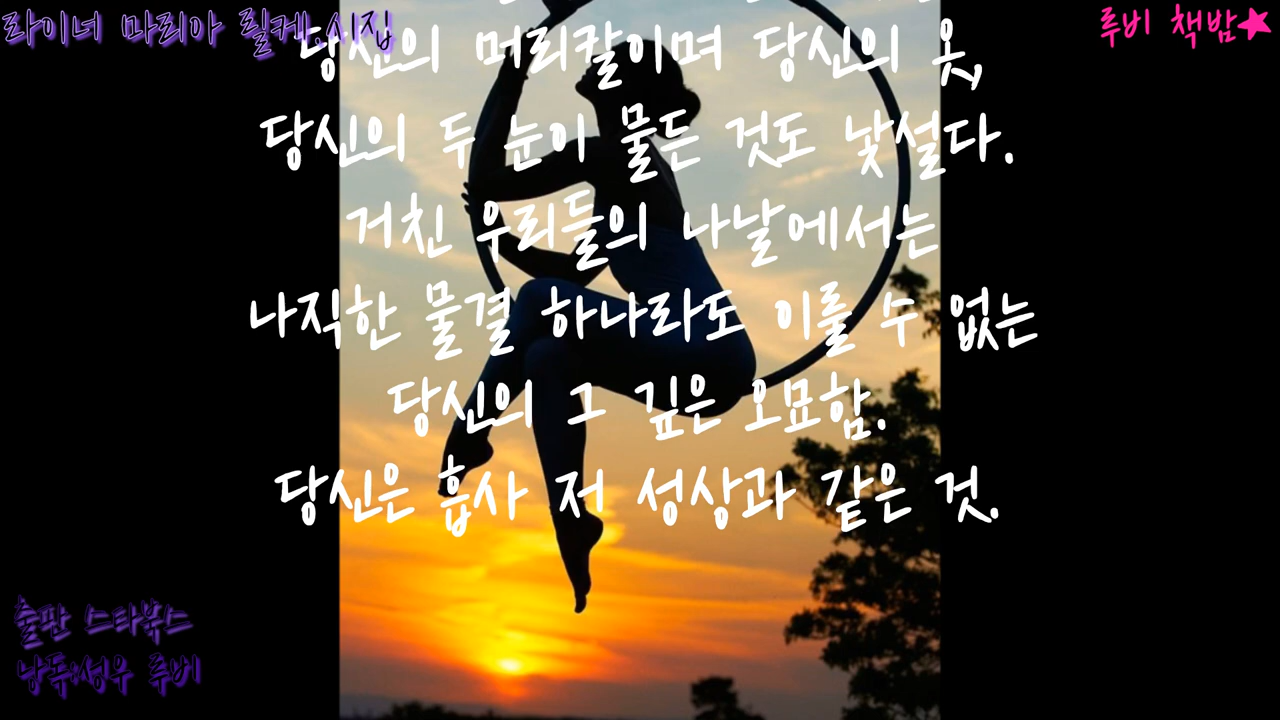 라이너 마리아 릴케.시집
루비 책밤★
당신의 머리칼이며 당신의 옷,
당신의 두 눈이 물든 것도 낯설다.
거친 우리들의 나날에서는
나직한 물결 하나라도 이룰 수 없는
당신의 그 깊은 오묘함.
당신은 흡사 저 성상과 같은 것.
출판 스타북스
낭독:성우 루비